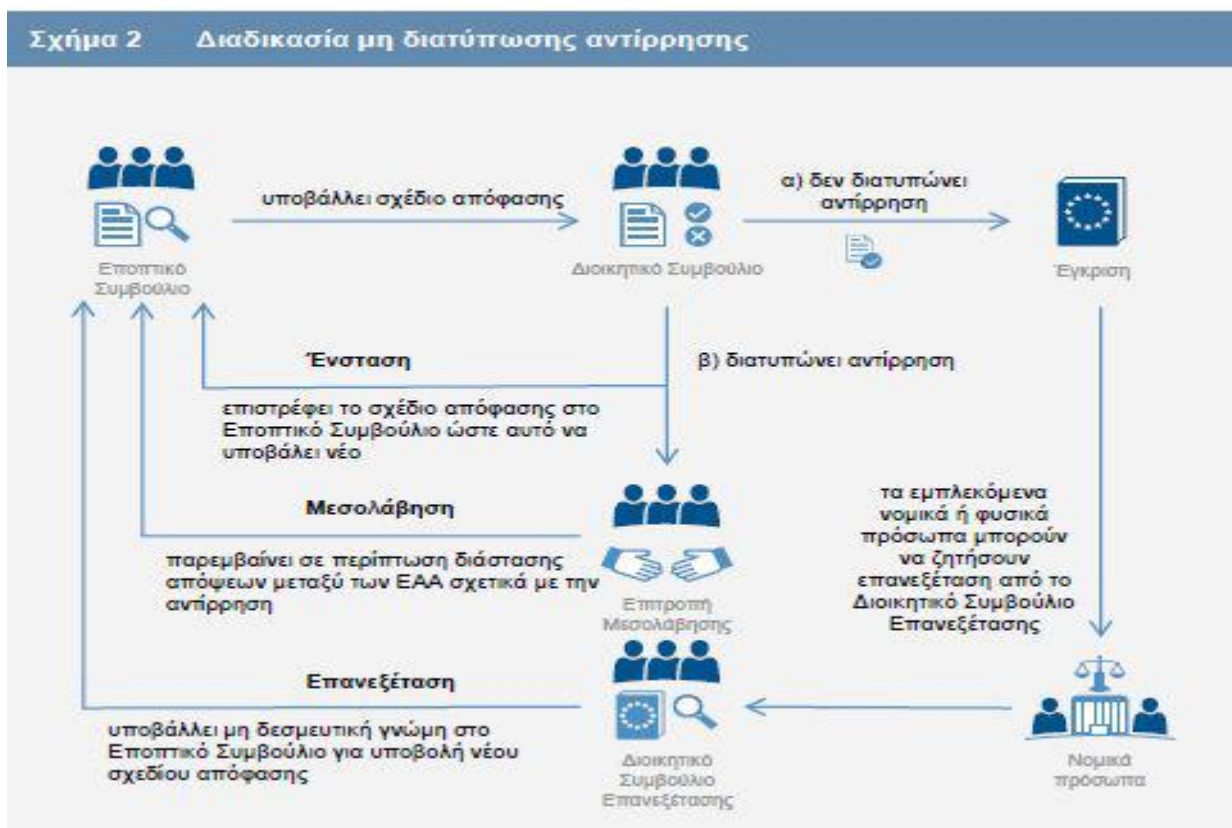 Σχήμα 2 Διαδικασία μη διατύπωσης αντίρρησης
υποβάλλει σχέδιο απόφασης
α) δεν διατυπώνει
αντίρρηση
Εποπτικό
Συμβούλιο
Διοικητικό Συμβούλιο
Έγκριση
Ένσταση
β) διατυπώνει αντίρρηση
επιστρέφει το σχέδιο απόφασης στο
Εποπτικό Συμβούλιο ώστε αυτό να
υποβάλει νέο
Μεσολάβηση
παρεμβαίνει σε περίπτωση διάστασης
απόψεων μεταξύ των ΕΑΑ σχετικά με την
αντίρρηση
Επιτροπή
Μεσολάβησης
τα εμπλεκόμενα
νομικά ή φυσικά
πρόσωπα μπορούν
να ζητήσουν
επανεξέταση από το
Διοικητικό Συμβούλιο
Επανεξέτασης
Επανεξέταση
υποβάλλει μη δεσμευτική γνώμη στο
Εποπτικό Συμβούλιο για υποβολή νέου
σχεδίου απόφασης
Διοικητικό
Συμβούλιο
Επανεξέτασης
Νομικά
πρόσωπα